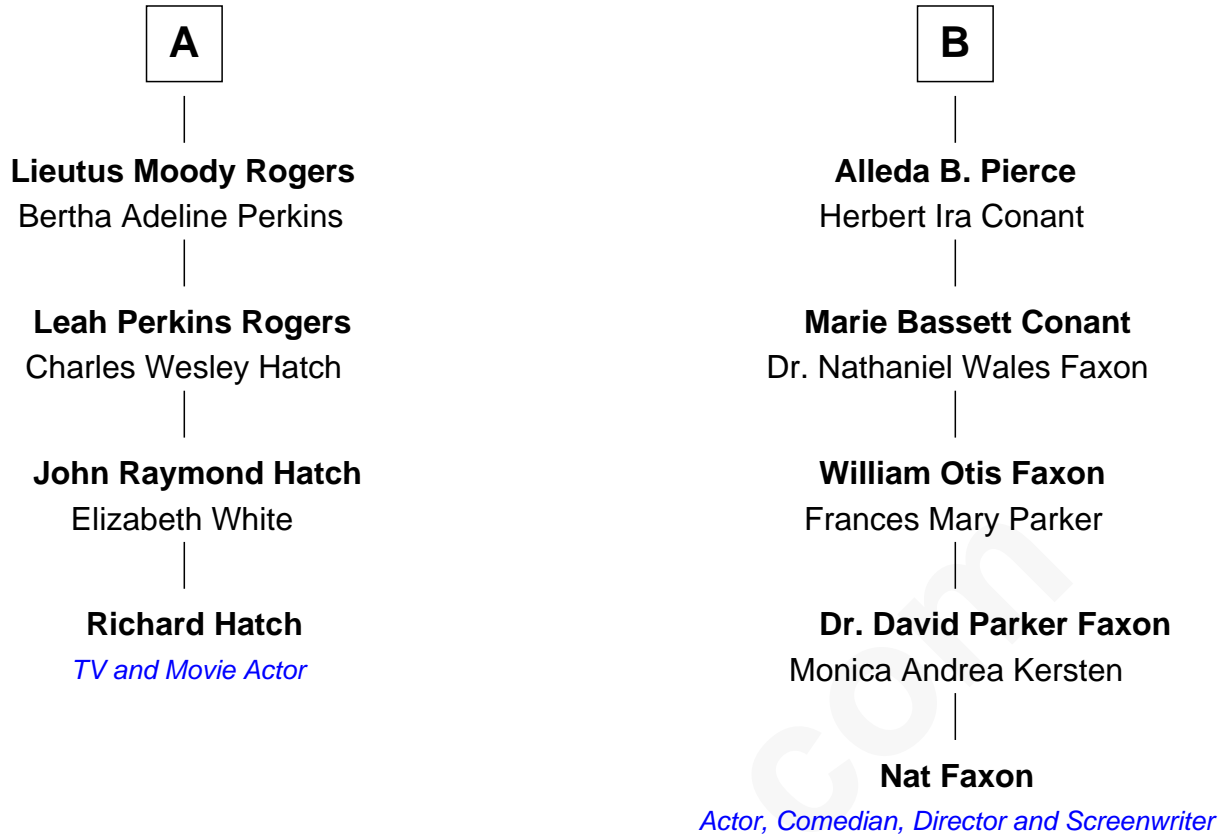 A
Lieutus Moody Rogers
Bertha Adeline Perkins
Leah Perkins Rogers
Charles Wesley Hatch
John Raymond Hatch
Elizabeth White
Richard Hatch
TV and Movie Actor
B
Alleda B. Pierce
Herbert Ira Conant
Marie Bassett Conant
Dr. Nathaniel Wales Faxon
William Otis Faxon
Frances Mary Parker
Dr. David Parker Faxon
Monica Andrea Kersten
Nat Faxon
Actor, Comedian, Director and Screenwriter
com